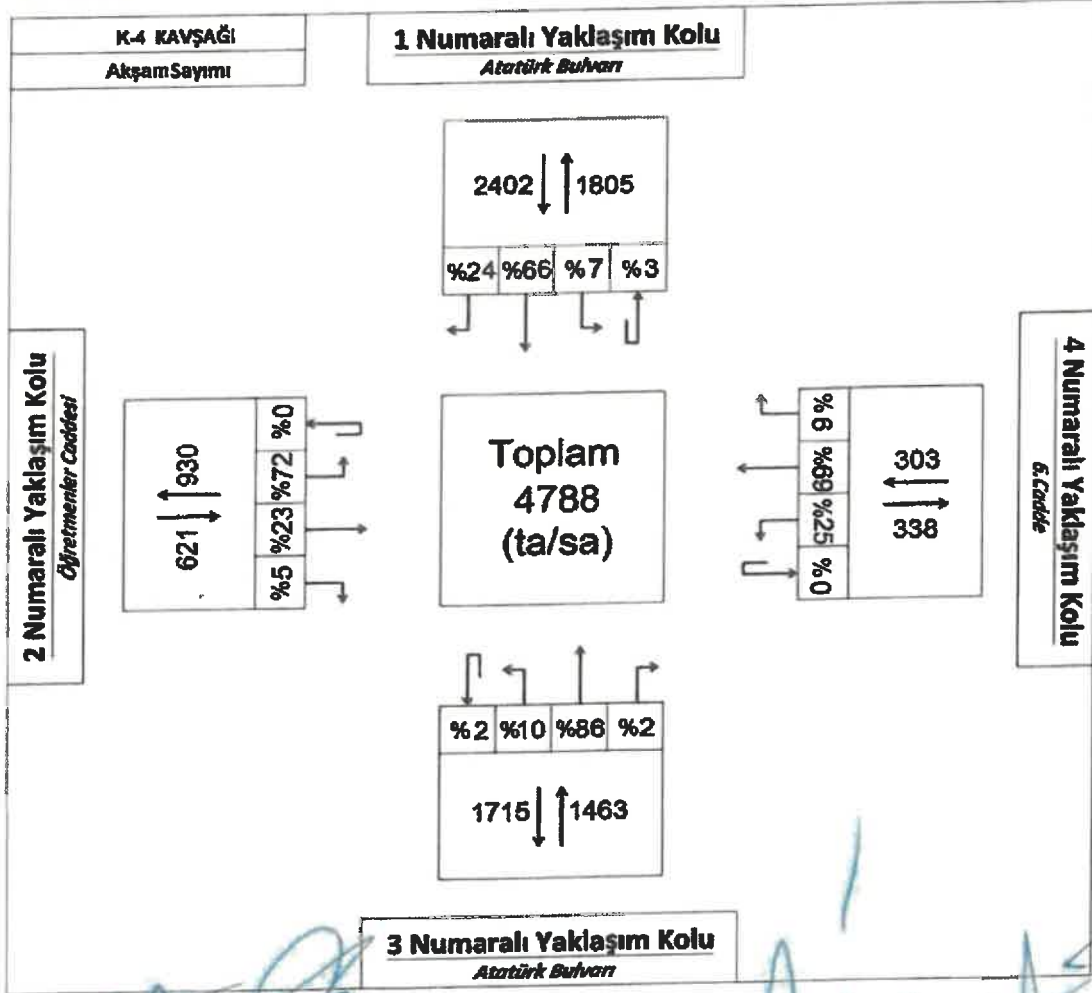 K-4 KAVŞAĞI
Akşam Sayımı
1 Numaralı Yaklaşım Kolu
Atatürk Bulvarı
2402 1805
%24 %66 %7 %3
2 Numaralı Yaklaşım Kolu
Öğretmenler Caddesi
930
621
%0
%72
%23
%5
Toplam
4788
(ta/sa)
%6
%69
%25
%0
303
338
4 Numaralı Yaklaşım Kolu
6.Cadde
%2 %10 %86 %2
1715 1463
3 Numaralı Yaklaşım Kolu
Atatürk Bulvarı